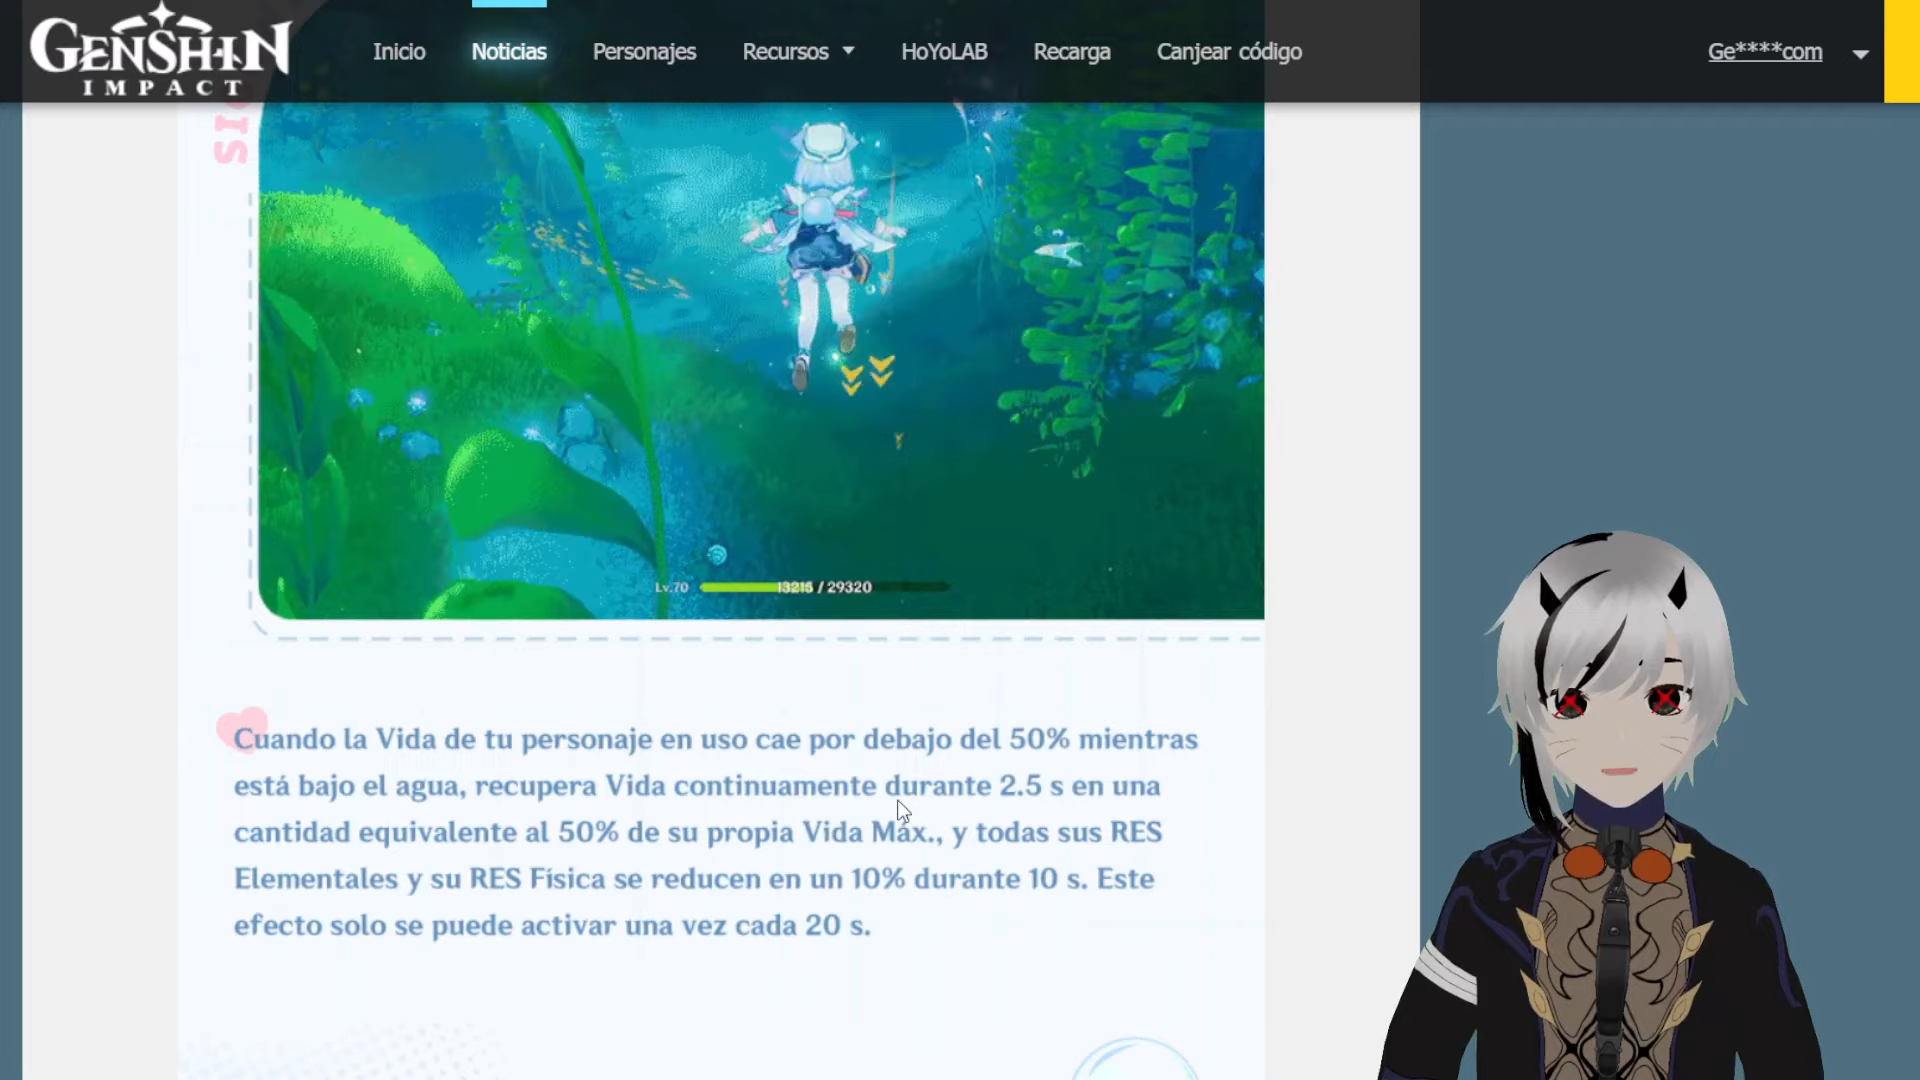 GENSHIN
IMPACT
Inicio Noticias Personajes Recursos HoYoLAB Recarga Canjear código Ge****com
Lv.70 13215 / 29320
Cuando la Vida de tu personaje en uso cae por debajo del 50% mientras
está bajo el agua, recupera Vida continuamente durante 2.5 s en una
cantidad equivalente al 50% de su propia Vida Máx., y todas sus RES
Elementales y su RES Física se reducen en un 10% durante 10 s. Este
efecto solo se puede activar una vez cada 20 s.